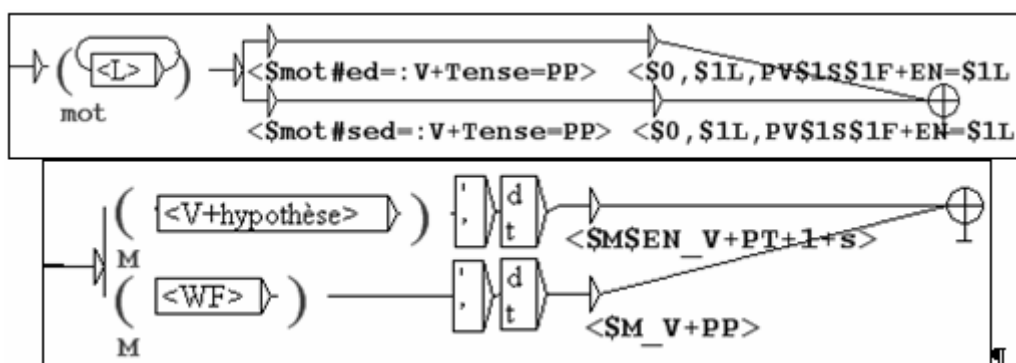 ( <L> )
mot
<$mot#ed=:V+Tense=PP> <$0,$1L,PV$1S$1F+EN=$1L
<$mot#sed=:V+Tense=PP> <$0,$1L,PV$1S$1F+EN=$1L
( <V+hypothèse> ) ' , d t
M
<$M$EN_V+PT+1+s>
( <WF> ) ' , d t
M
<$M_V+PP>
¶